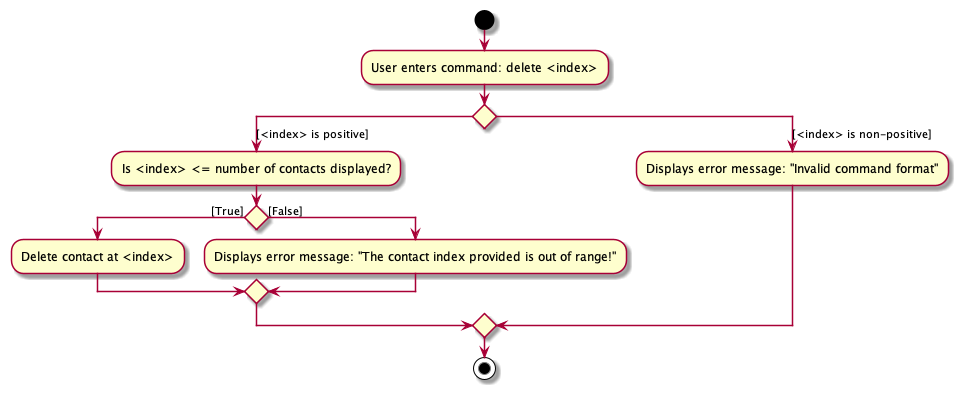 User enters command: delete <index>
[<index> is positive]
[<index> is non-positive]
Is <index> <= number of contacts displayed?
Displays error message: "Invalid command format"
[True]
[False]
Delete contact at <index>
Displays error message: "The contact index provided is out of range!"